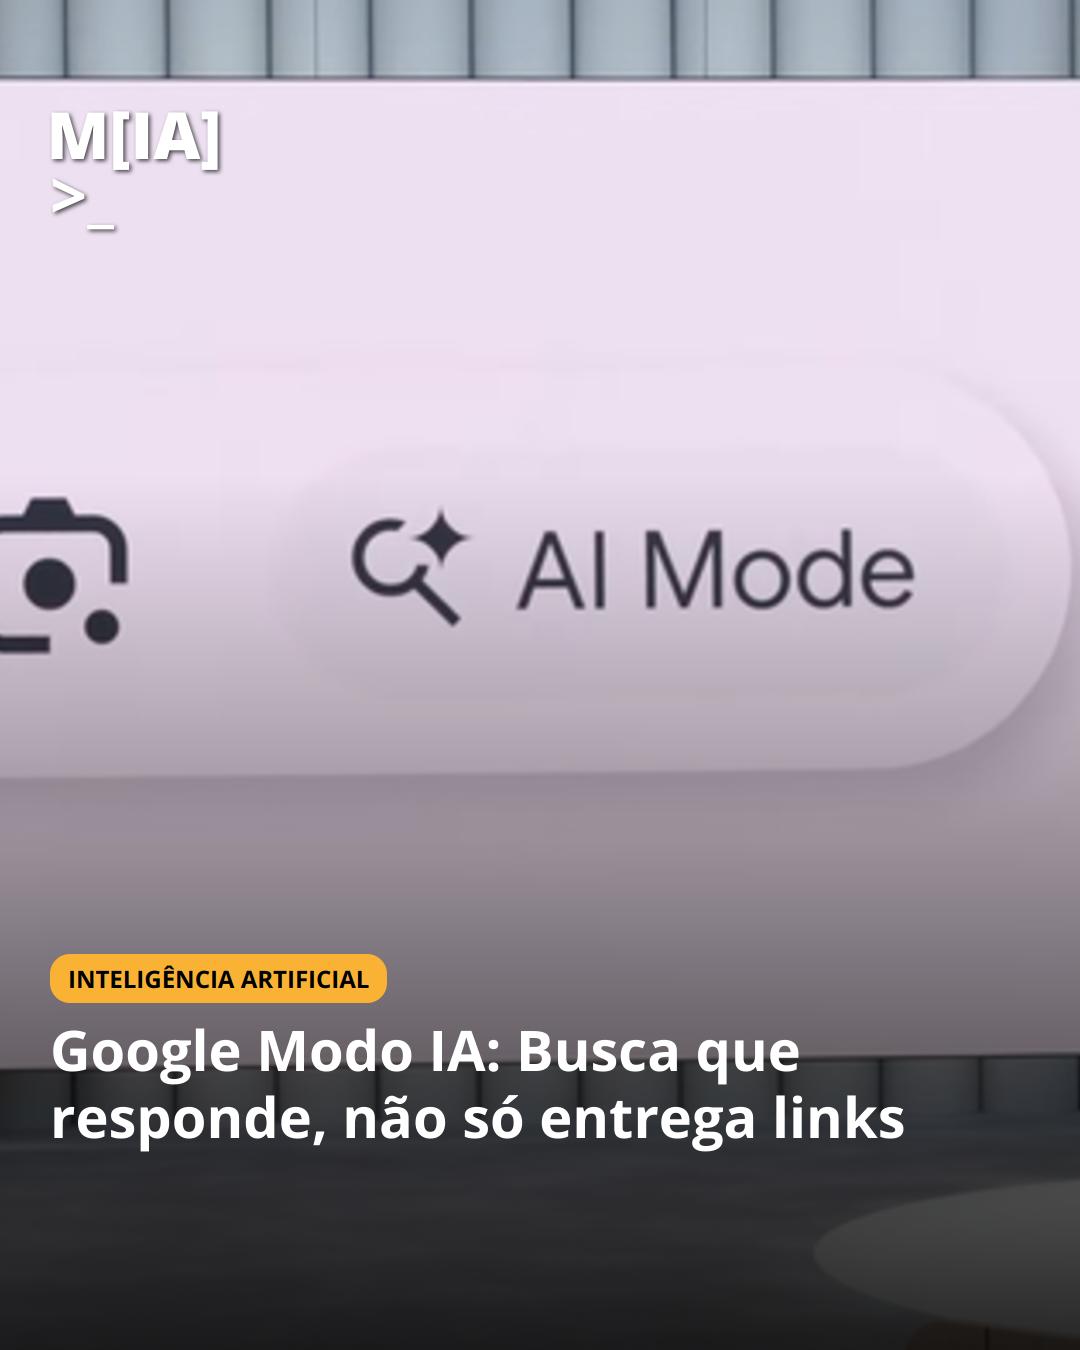 M[IA]
>_
AI Mode
INTELIGÊNCIA ARTIFICIAL
Google Modo IA: Busca que
responde, não só entrega links